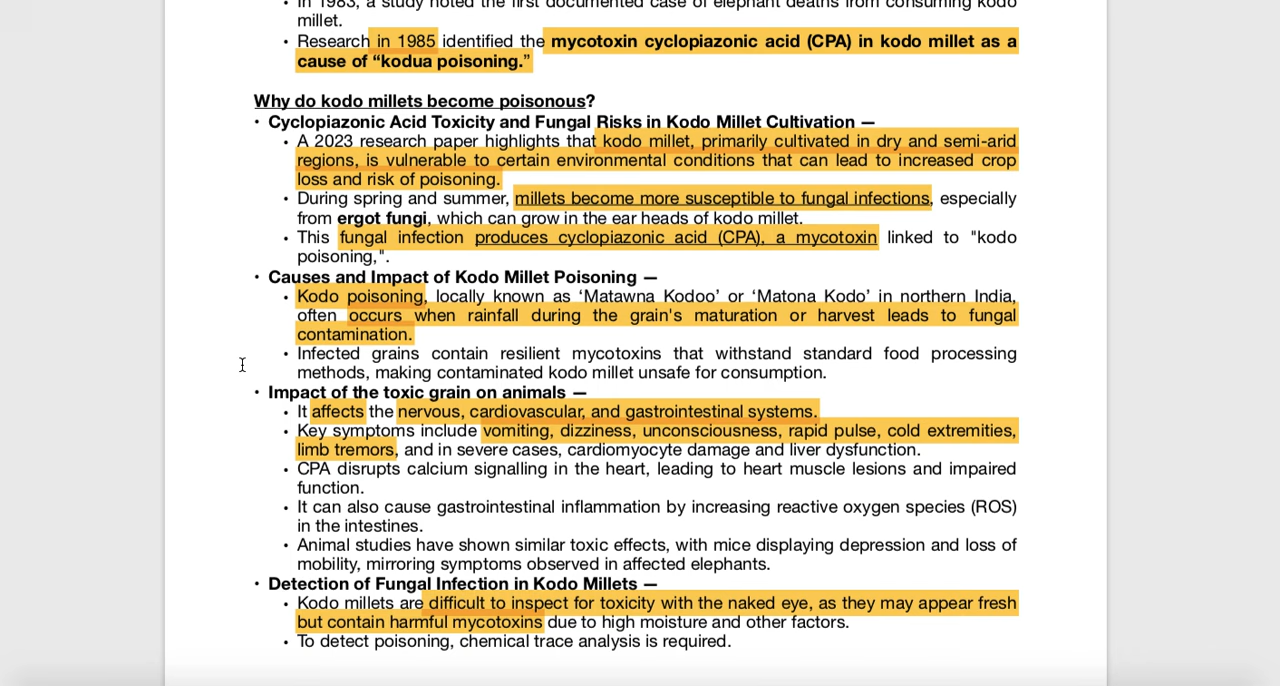 • In 1983, a study noted the first documented case of elephant deaths from consuming kodo
millet.
• Research in 1985 identified the mycotoxin cyclopiazonic acid (CPA) in kodo millet as a
cause of “kodua poisoning.”
Why do kodo millets become poisonous?
• Cyclopiazonic Acid Toxicity and Fungal Risks in Kodo Millet Cultivation —
• A 2023 research paper highlights that kodo millet, primarily cultivated in dry and semi-arid
regions, is vulnerable to certain environmental conditions that can lead to increased crop
loss and risk of poisoning.
• During spring and summer, millets become more susceptible to fungal infections, especially
from ergot fungi, which can grow in the ear heads of kodo millet.
• This fungal infection produces cyclopiazonic acid (CPA), a mycotoxin linked to "kodo
poisoning,".
• Causes and Impact of Kodo Millet Poisoning —
• Kodo poisoning, locally known as ‘Matawna Kodoo’ or ‘Matona Kodo’ in northern India,
often occurs when rainfall during the grain's maturation or harvest leads to fungal
contamination.
• Infected grains contain resilient mycotoxins that withstand standard food processing
methods, making contaminated kodo millet unsafe for consumption.
• Impact of the toxic grain on animals —
• It affects the nervous, cardiovascular, and gastrointestinal systems.
• Key symptoms include vomiting, dizziness, unconsciousness, rapid pulse, cold extremities,
limb tremors, and in severe cases, cardiomyocyte damage and liver dysfunction.
• CPA disrupts calcium signalling in the heart, leading to heart muscle lesions and impaired
function.
• It can also cause gastrointestinal inflammation by increasing reactive oxygen species (ROS)
in the intestines.
• Animal studies have shown similar toxic effects, with mice displaying depression and loss of
mobility, mirroring symptoms observed in affected elephants.
• Detection of Fungal Infection in Kodo Millets —
• Kodo millets are difficult to inspect for toxicity with the naked eye, as they may appear fresh
but contain harmful mycotoxins due to high moisture and other factors.
• To detect poisoning, chemical trace analysis is required.